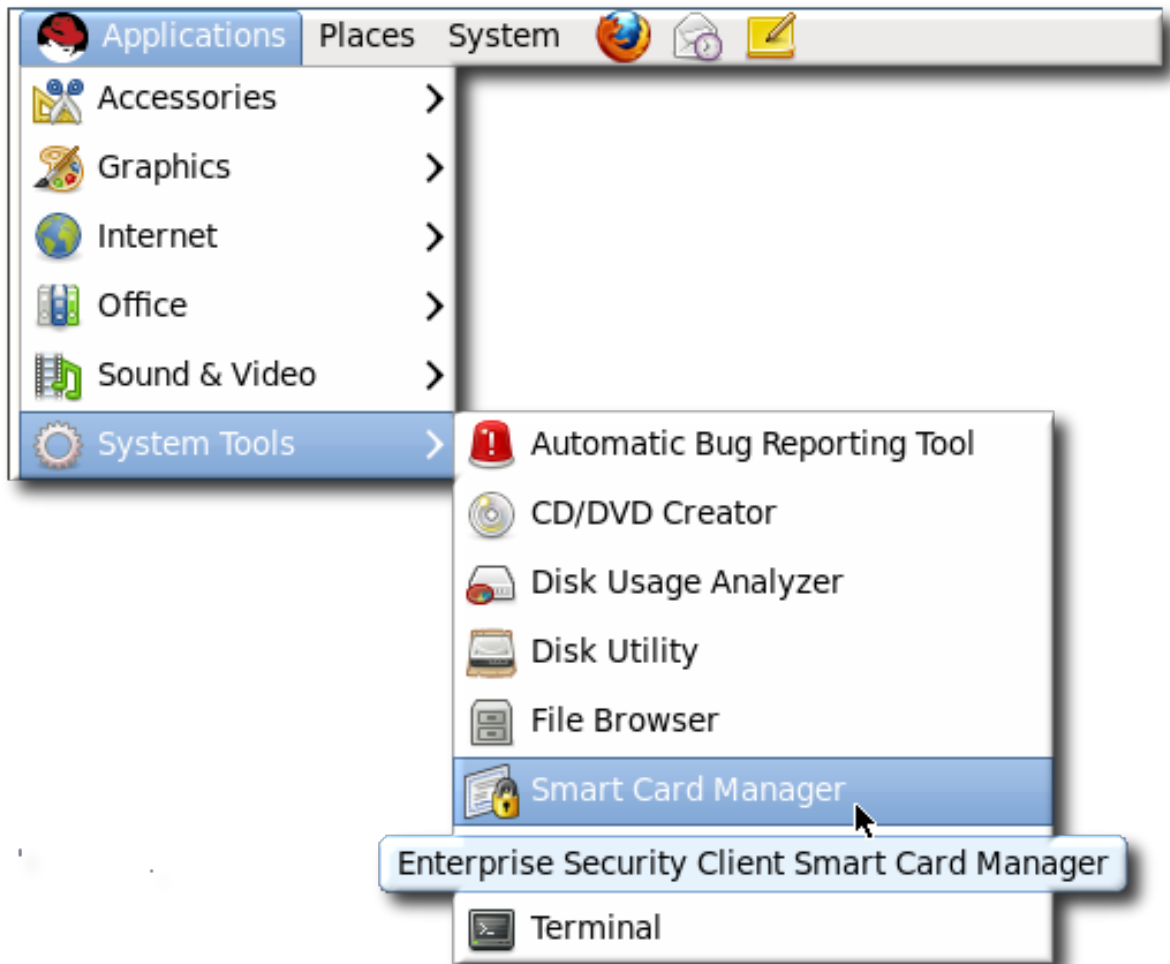 Applications Places System
Accessories
Graphics
Internet
Office
Sound & Video
System Tools
Automatic Bug Reporting Tool
CD/DVD Creator
Disk Usage Analyzer
Disk Utility
File Browser
Smart Card Manager
Enterprise Security Client Smart Card Manager
Terminal